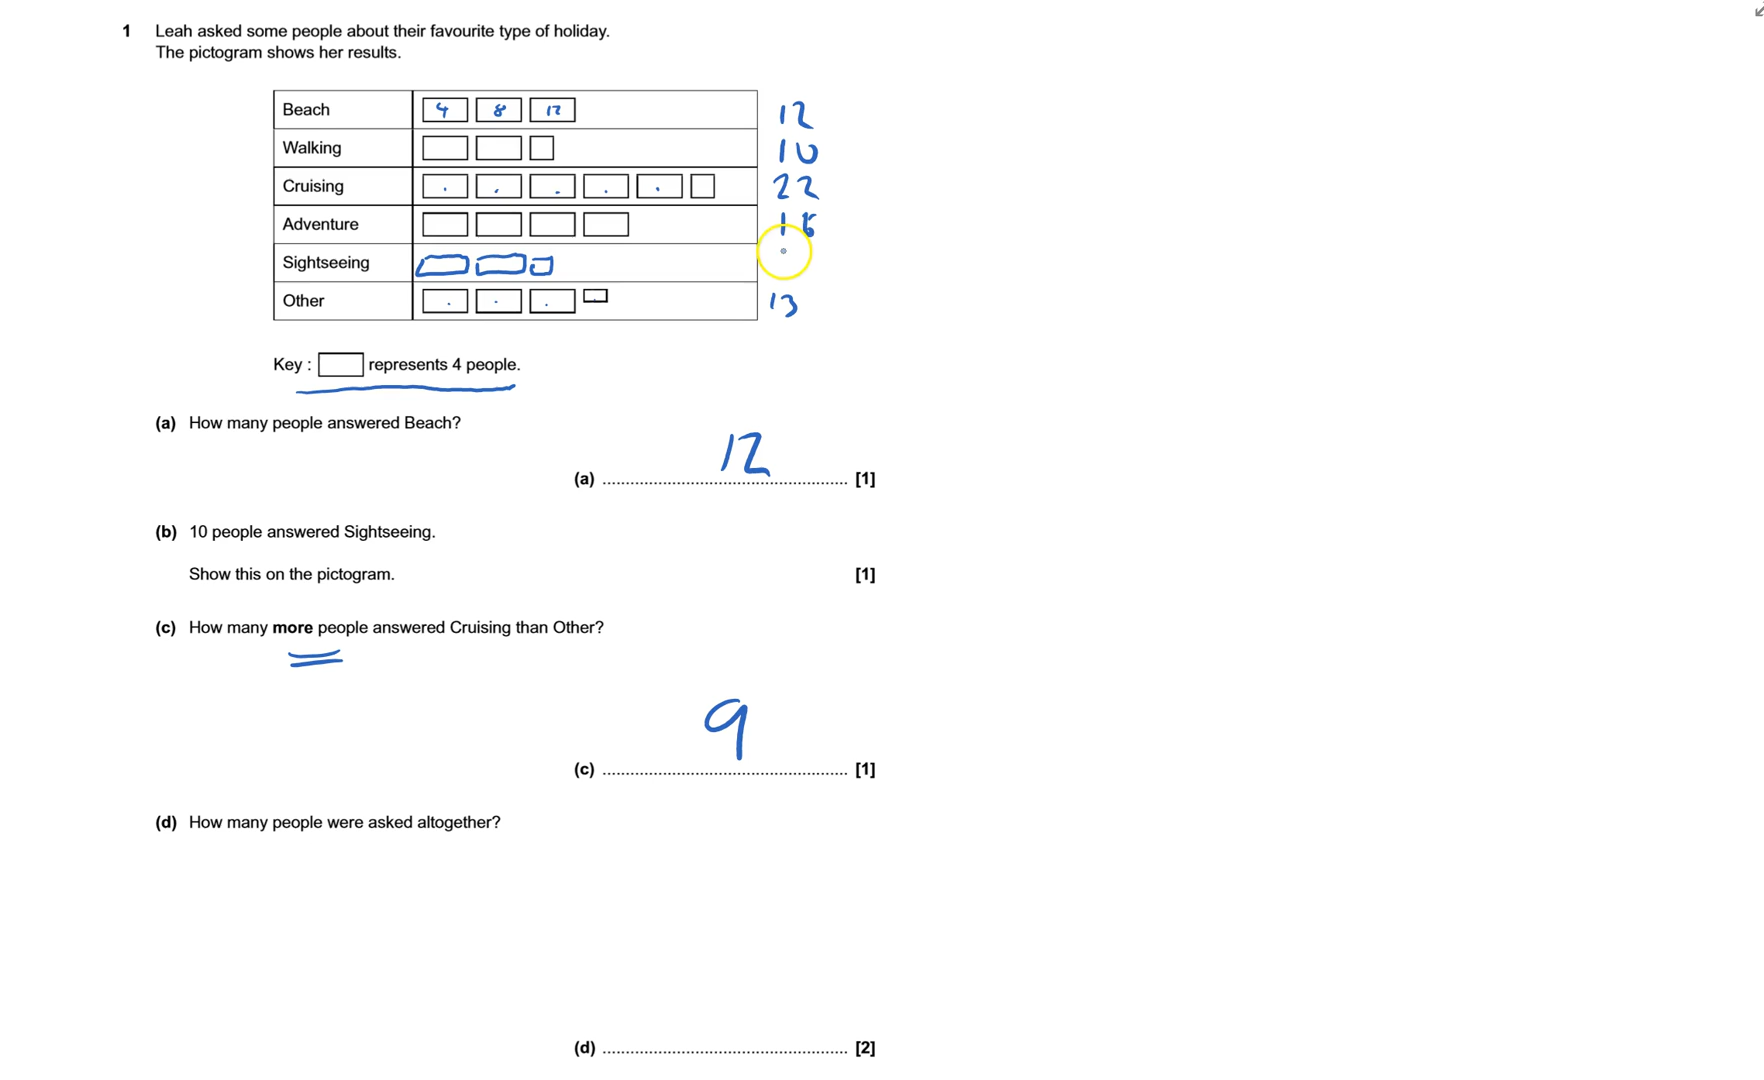 1 Leah asked some people about their favourite type of holiday.
The pictogram shows her results.
Beach 4 8 12 12
Walking 10
Cruising 22
Adventure 16
Sightseeing
Other 13
Key : represents 4 people.
(a) How many people answered Beach?
12
(a) ........................................................ [1]
(b) 10 people answered Sightseeing.
Show this on the pictogram. [1]
(c) How many more people answered Cruising than Other?
9
(c) ........................................................ [1]
(d) How many people were asked altogether?
(d) ........................................................ [2]